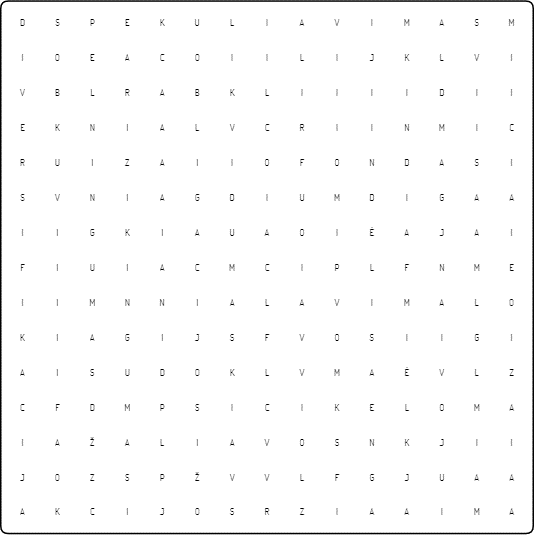 D S P E K U L I A V I M A S M
I O E A C O I I L I J K L V I
V B L R A B K L I I I I D I I
E K N I A L V C R I I N M I C
R U I Z A I I O F O N D A S I
S V N I A G D I U M D I G A A
I I G K I A U A O I Ė A J A I
F I U I A C M C I P L F N M E
I I M N N I A L A V I M A L O
K I A G I J S F V O S I I G I
A I S U D O K L V M A Ė V L Z
C F D M P S I C I K E L O M A
I A Ž A L I A V O S N K J I I
J O Z S P Ž V V L F G J U A A
A K C I J O S R Z I A A I M A